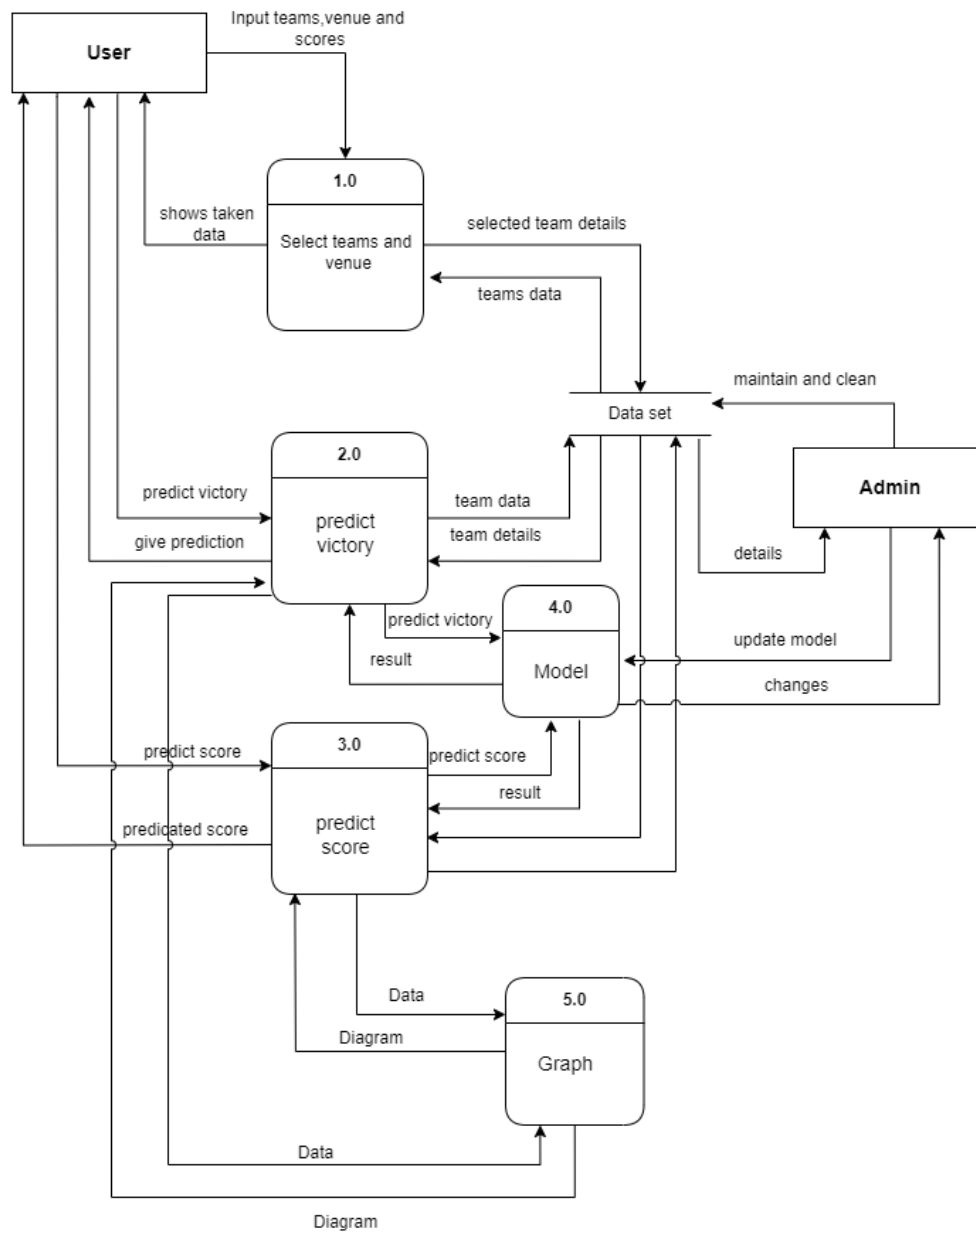 Input teams,venue and
scores
User
1.0
shows taken
data
Select teams and
venue
selected team details
teams data
maintain and clean
Data set
2.0
Admin
predict victory
predict
victory
team data
give prediction
team details
details
4.0
predict victory
result
Model
update model
changes
3.0
predict score
predict score
result
predicated score
predict
score
5.0
Data
Diagram
Graph
Data
Diagram